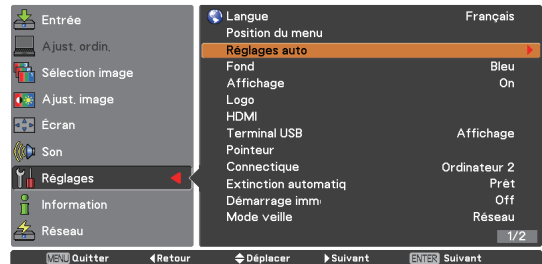 Entrée
Ajust. ordin.
Sélection image
Ajust. image
Écran
Son
Réglages
Information
Réseau
Langue Français
Position du menu
Réglages auto
Fond Bleu
Affichage On
Logo
HDMI
Terminal USB Affichage
Pointeur
Connectique Ordinateur 2
Extinction automatiq Prêt
Démarrage imm
Off
Mode veille Réseau
1/2
MENU Quitter Retour Déplacer Suivant ENTER Suivant